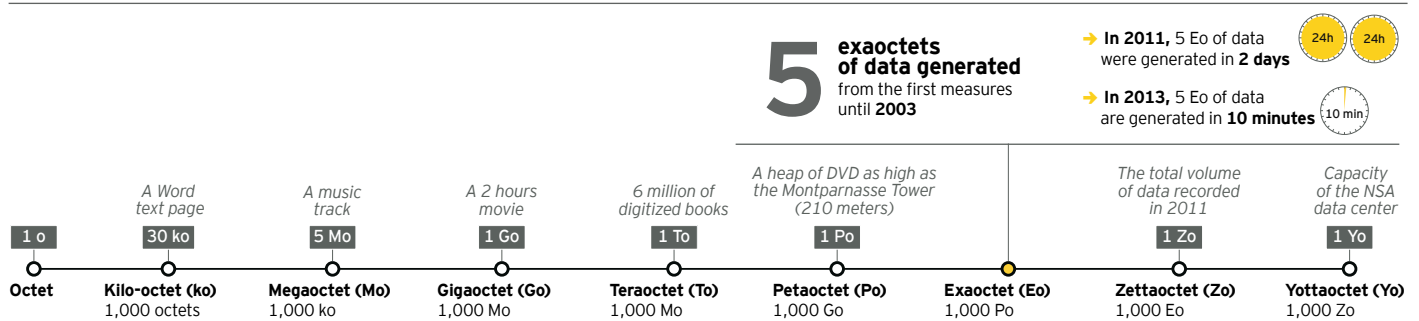 5
exaoctets
of data generated
from the first measures
until 2003
→ In 2011, 5 Eo of data
were generated in 2 days
24h
24h
→ In 2013, 5 Eo of data
are generated in 10 minutes
10 min
A Word
text page
A music
track
A 2 hours
movie
6 million of
digitized books
A heap of DVD as high as
the Montparnasse Tower
(210 meters)
The total volume
of data recorded
in 2011
Capacity
of the NSA
data center
1 o
30 ko
5 Mo
1 Go
1 To
1 Po
1 Zo
1 Yo
Octet
Kilo-octet (ko)
1,000 octets
Megaoctet (Mo)
1,000 ko
Gigaoctet (Go)
1,000 Mo
Teraoctet (To)
1,000 Mo
Petaoctet (Po)
1,000 Go
Exaoctet (Eo)
1,000 Po
Zettaoctet (Zo)
1,000 Eo
Yottaoctet (Yo)
1,000 Zo